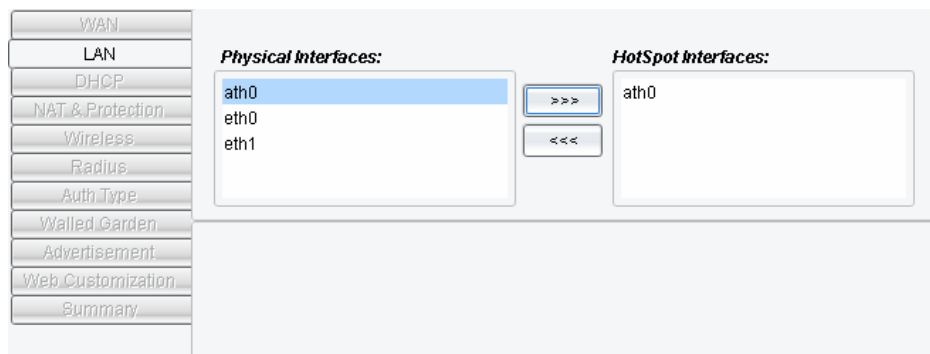 WAN
LAN
DHCP
NAT & Protection
Wireless
Radius
Auth Type
Walled Garden
Advertisement
Web Customization
Summary
Physical Interfaces:
ath0
eth0
eth1
>>>
<<<
HotSpot Interfaces:
ath0